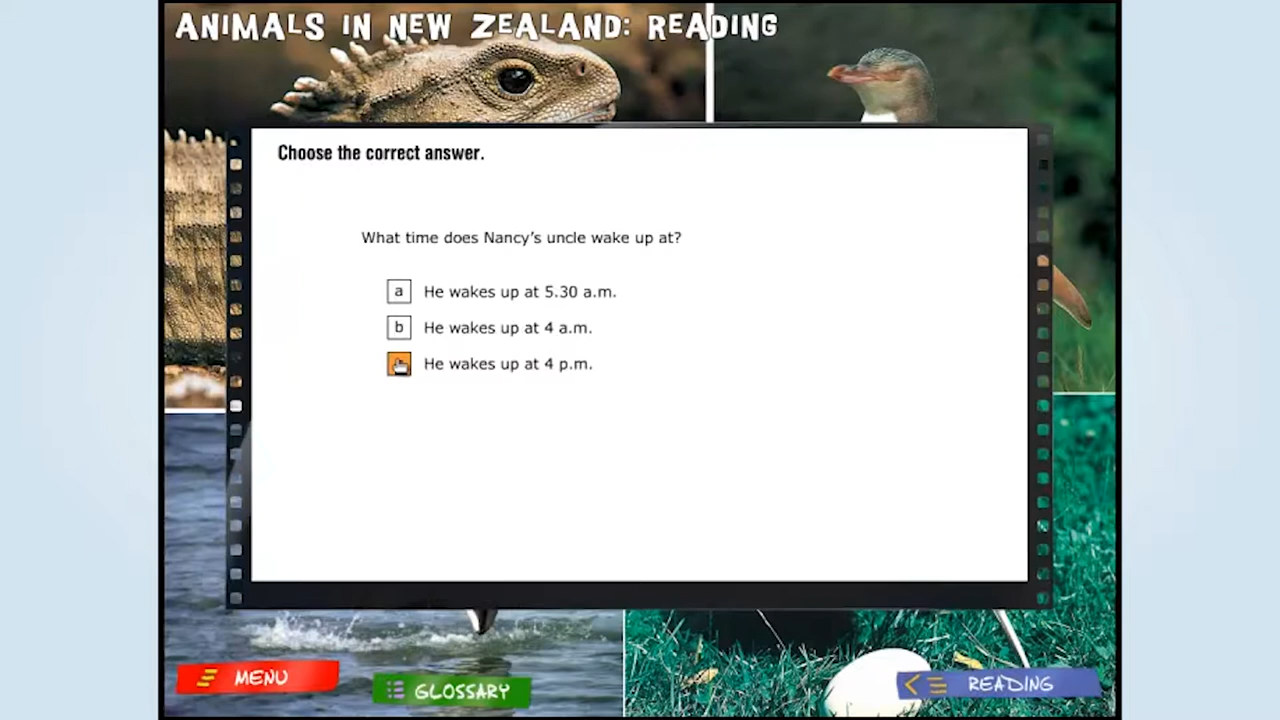 ANIMALS IN NEW ZEALAND: READING
Choose the correct answer.
What time does Nancy's uncle wake up at?
a He wakes up at 5.30 a.m.
b He wakes up at 4 a.m.
He wakes up at 4 p.m.
MENU
GLOSSARY
READING